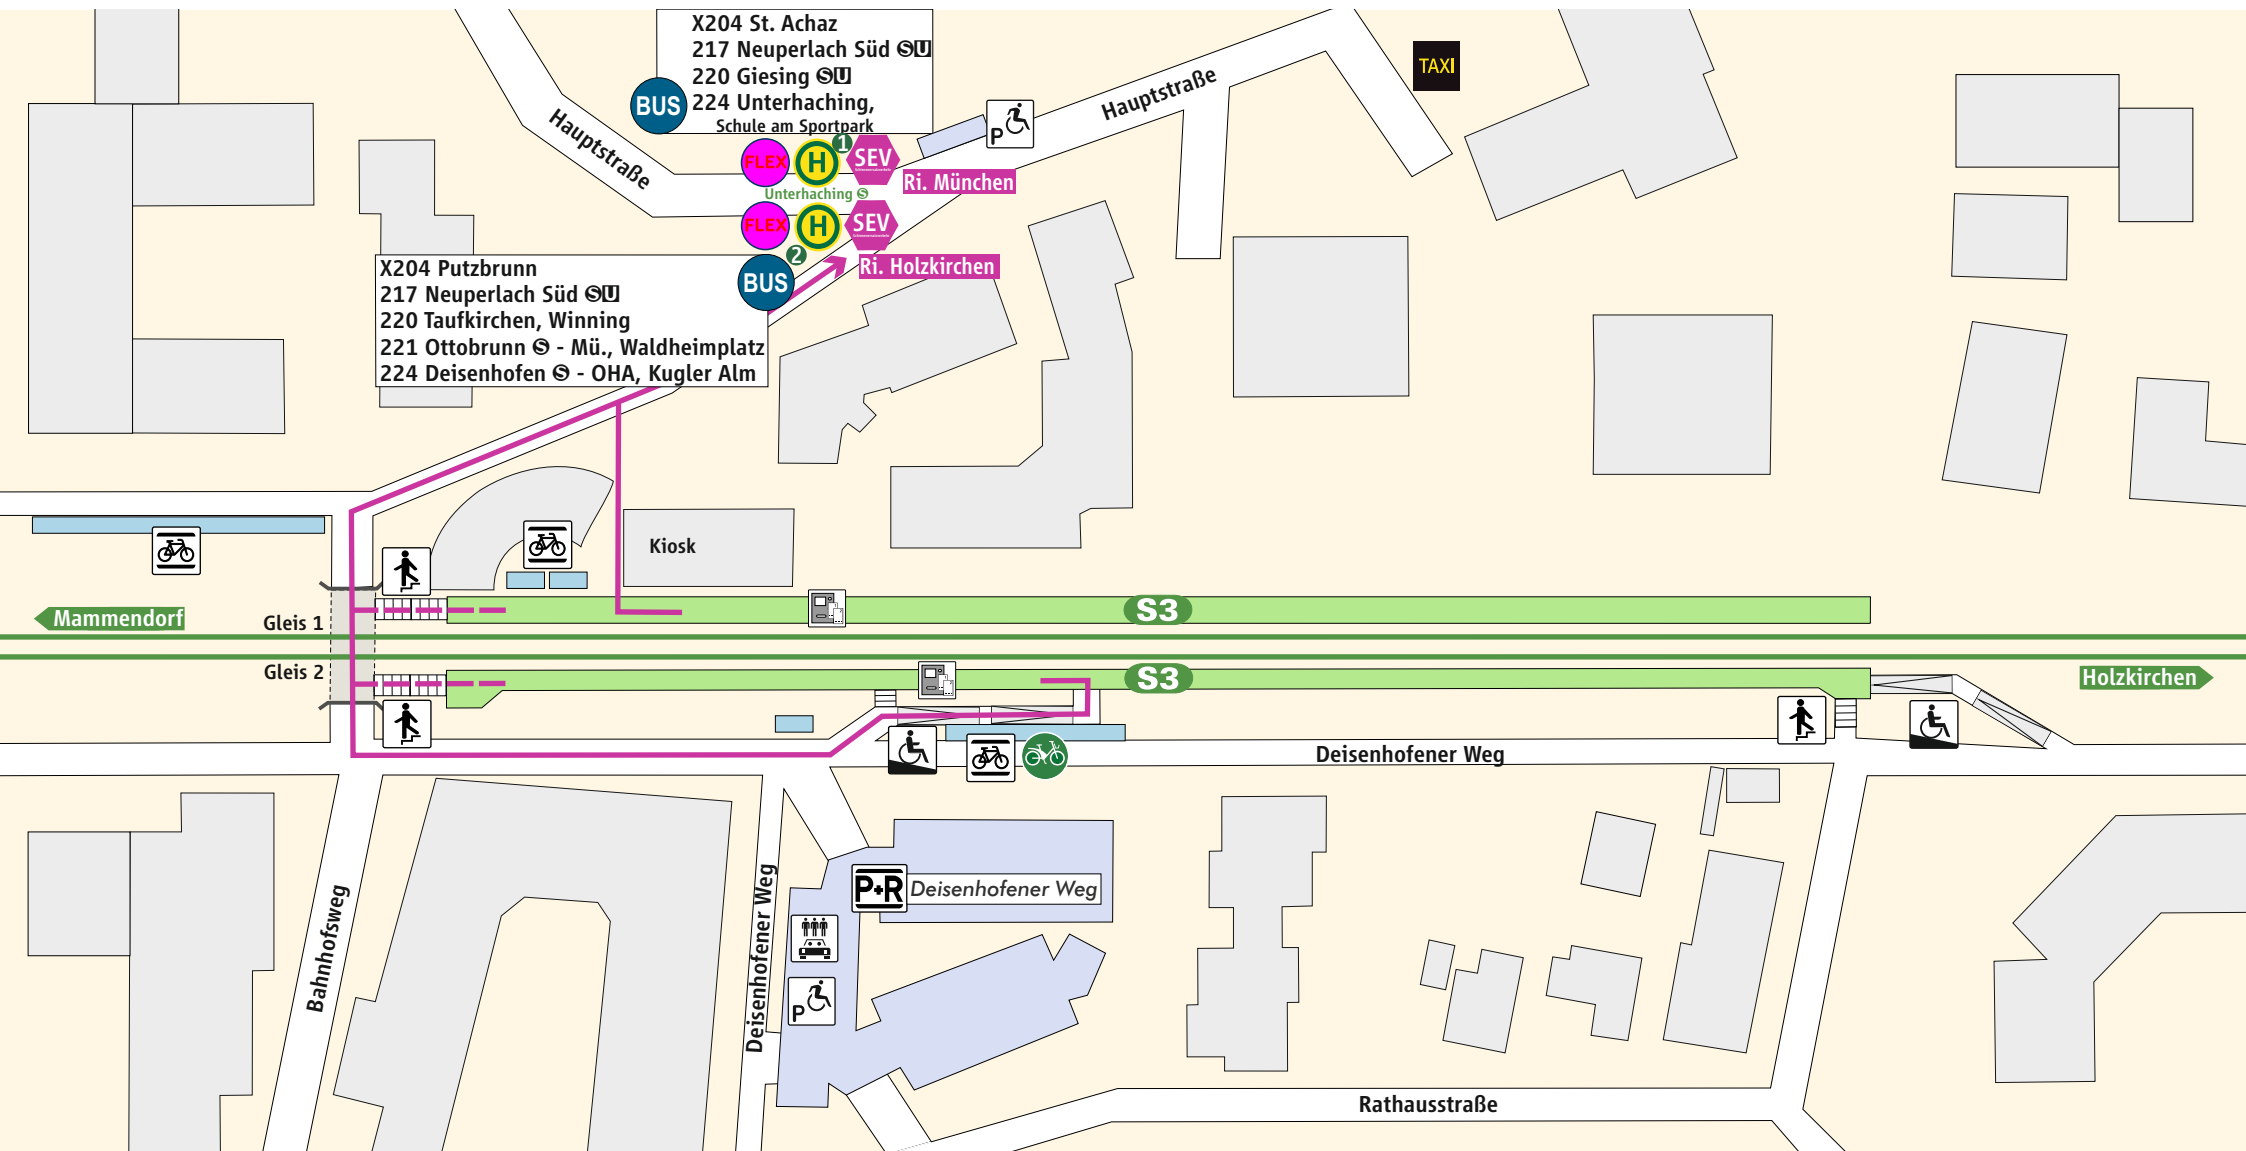 X204 St. Achaz
217 Neuperlach Süd S U
220 Giesing S U
224 Unterhaching,
Schule am Sportpark
BUS
TAXI
Hauptstraße
Hauptstraße
P
FLEX
H
1
SEV
Ri. München
Unterhaching S
FLEX
H
2
SEV
Ri. Holzkirchen
BUS
X204 Putzbrunn
217 Neuperlach Süd S U
220 Taufkirchen, Winning
221 Ottobrunn S - Mü., Waldheimplatz
224 Deisenhofen S - OHA, Kugler Alm
Kiosk
Mammendorf
Gleis 1
S3
Gleis 2
S3
Holzkirchen
Deisenhofener Weg
P+R
Deisenhofener Weg
Deisenhofener Weg
P
Bahnhofsweg
Rathausstraße